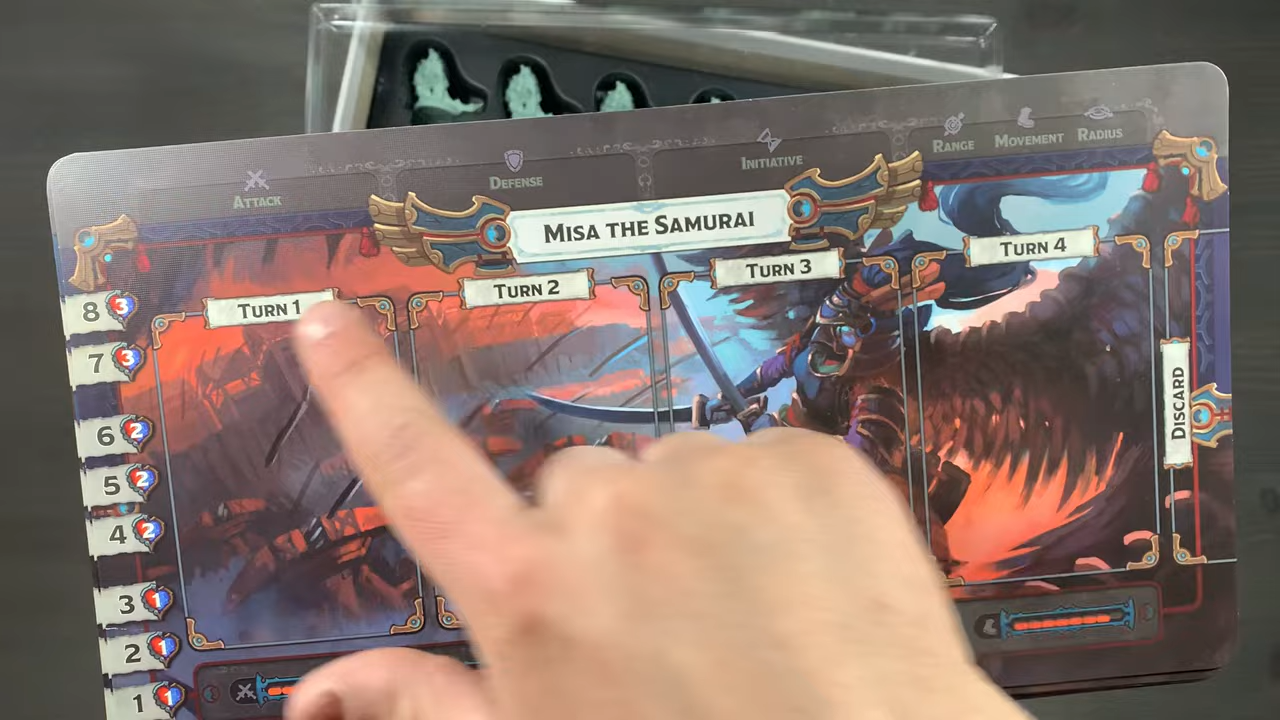 ATTACK
DEFENSE
INITIATIVE
RANGE
MOVEMENT
RADIUS
MISA THE SAMURAI
TURN 1
TURN 2
TURN 3
TURN 4
DISCARD
8 3
7 3
6 2
5 2
4 2
3 1
2 1
1 1